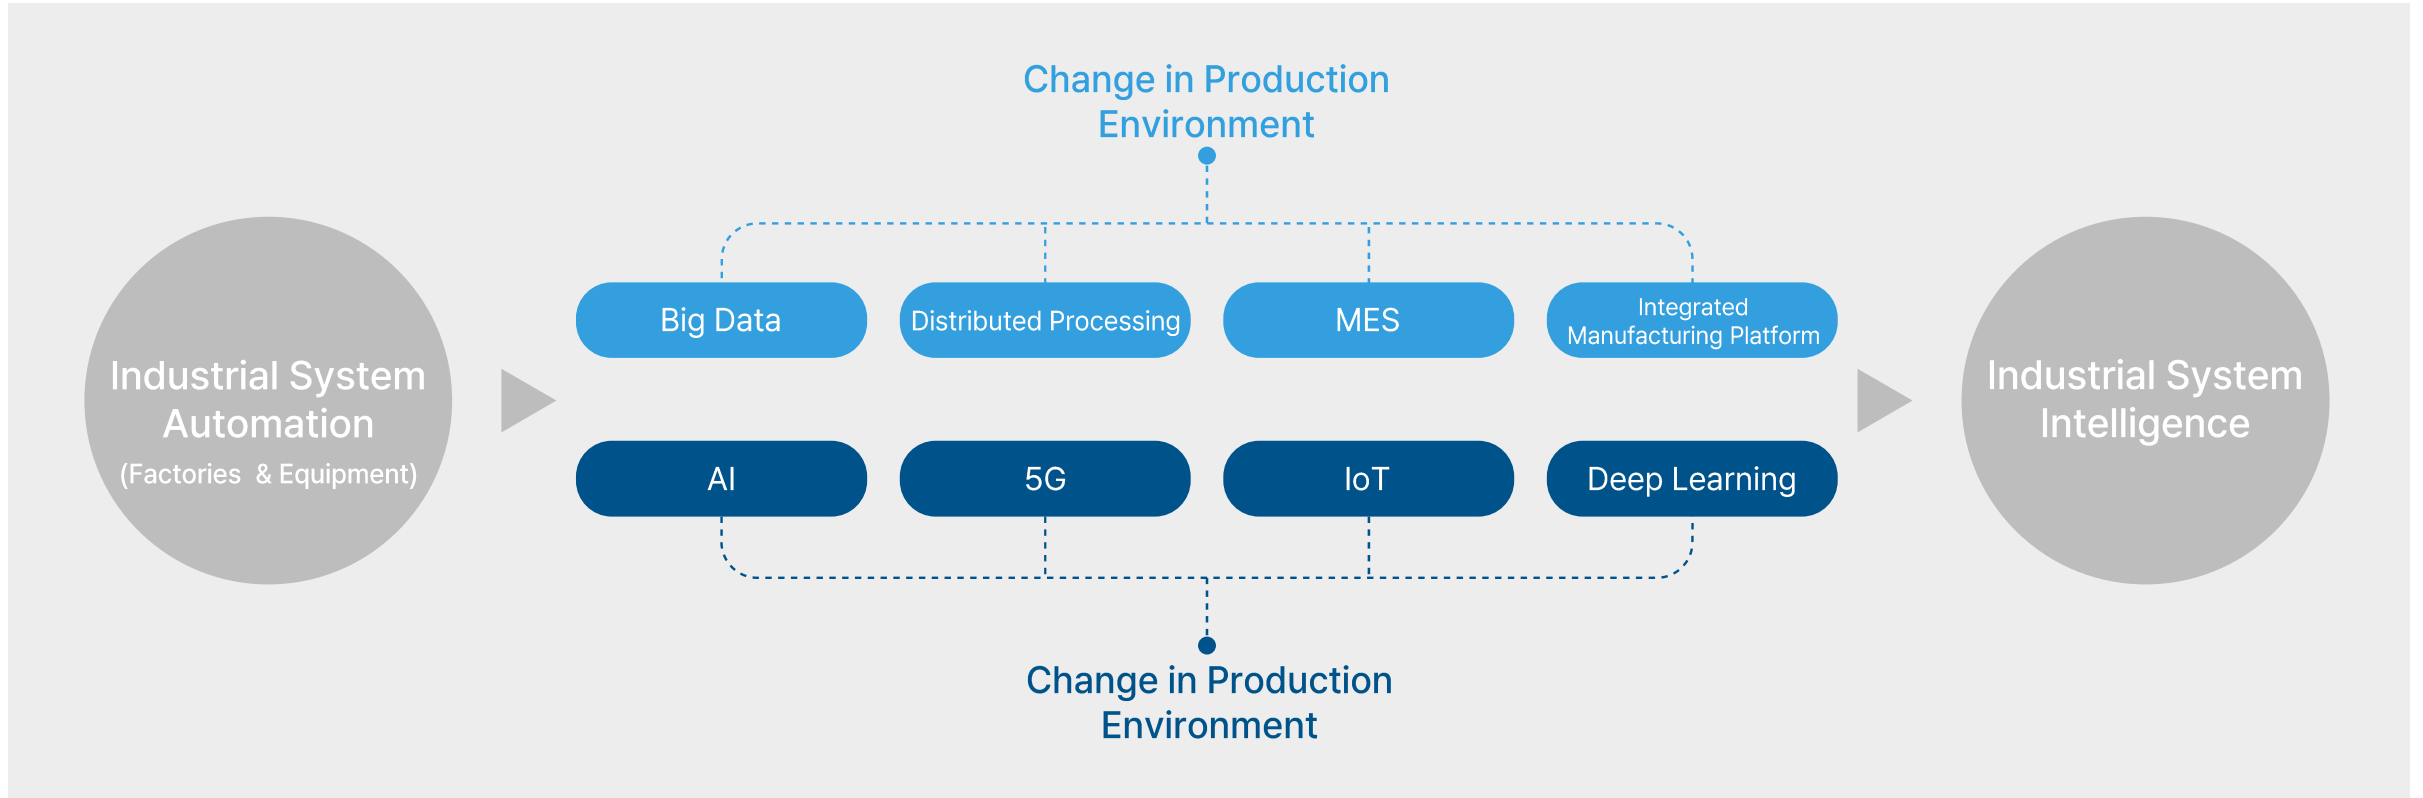 Change in Production
Environment
Industrial System
Automation
(Factories & Equipment)
Big Data
Distributed Processing
MES
Integrated
Manufacturing Platform
AI
5G
IoT
Deep Learning
Industrial System
Intelligence
Change in Production
Environment